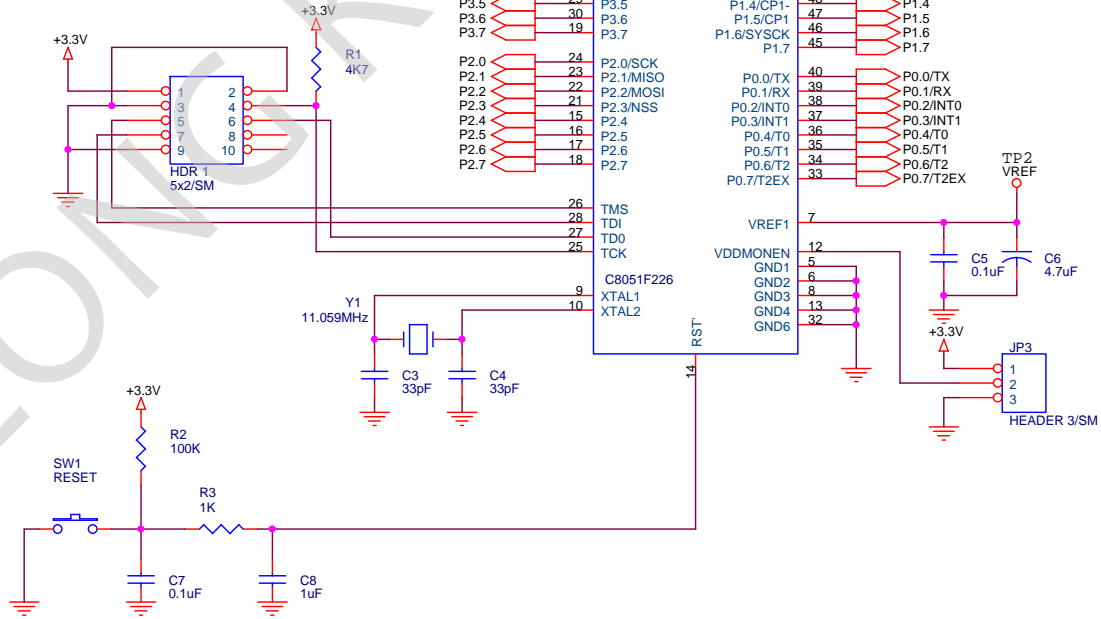 +3.3V
P3.5
29
P3.5
P1.4/CP1-
48
P1.4
P3.6
30
P3.6
P1.5/CP1
47
P1.5
P3.7
19
P3.7
P1.6/SYSCK
46
P1.6
P1.7
45
P1.7
+3.3V
R1
4K7
P2.0
24
P2.0/SCK
P2.1
23
P2.1/MISO
P2.2
22
P2.2/MOSI
P2.3
21
P2.3/NSS
P2.4
15
P2.4
P2.5
16
P2.5
P2.6
17
P2.6
P2.7
18
P2.7
P0.0/TX
40
P0.0/TX
P0.1/RX
39
P0.1/RX
P0.2/INT0
38
P0.2/INT0
P0.3/INT1
37
P0.3/INT1
P0.4/T0
36
P0.4/T0
P0.5/T1
35
P0.5/T1
P0.6/T2
34
P0.6/T2
P0.7/T2EX
33
P0.7/T2EX
1
2
3
4
5
6
7
8
9
10
HDR 1
5x2/SM
TP2
VREF
26
TMS
28
TDI
27
TD0
25
TCK
VREF1
7
VDDMONEN
12
GND1
5
GND2
6
GND3
8
GND4
13
GND6
32
C5
0.1uF
C6
4.7uF
C8051F226
9
XTAL1
10
XTAL2
Y1
11.059MHz
RST'
14
C3
33pF
C4
33pF
+3.3V
JP3
1
2
3
HEADER 3/SM
+3.3V
R2
100K
SW1
RESET
R3
1K
C7
0.1uF
C8
1uF